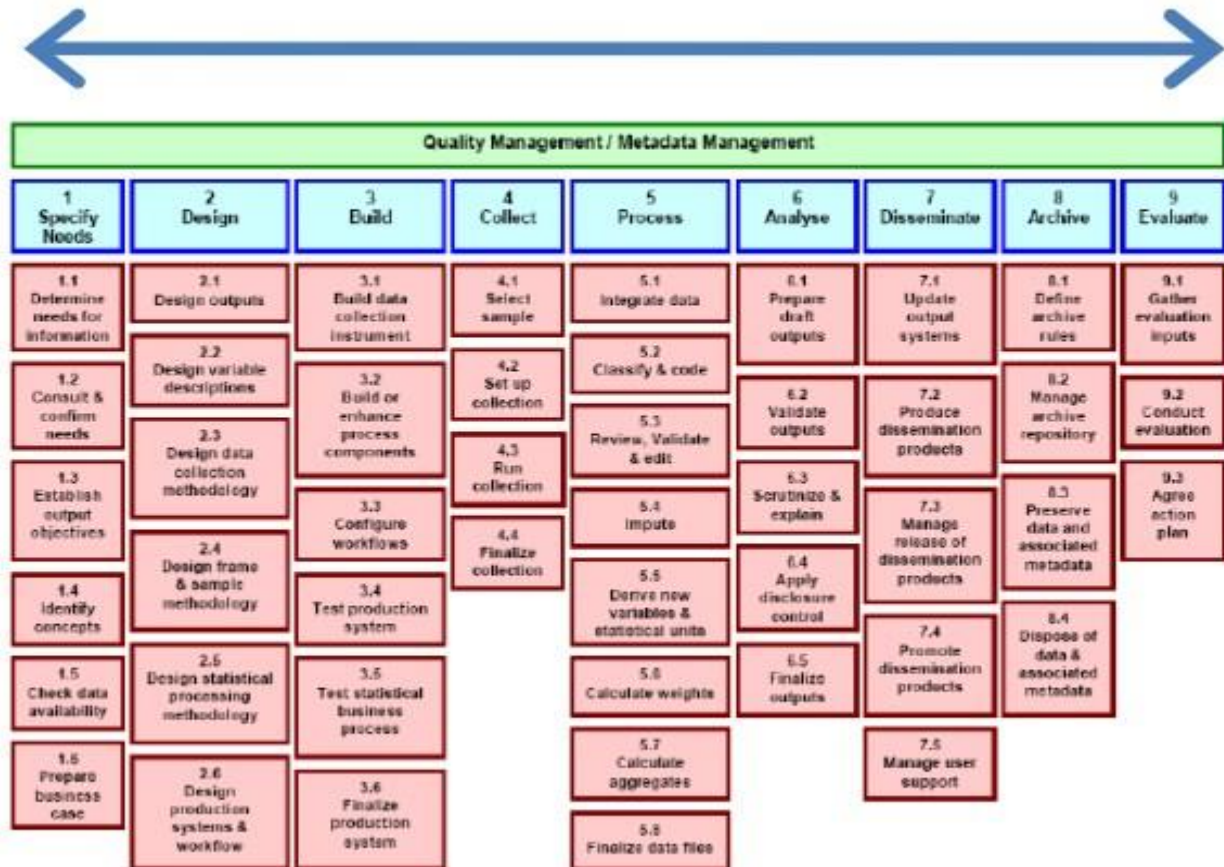 Quality Management / Metadata Management
1
Specify
Needs
2
Design
3
Build
4
Collect
5
Process
6
Analyse
7
Disseminate
8
Archive
9
Evaluate
1.1
Determine
needs for
information
1.2
Consult &
confirm
needs
1.3
Establish
output
objectives
1.4
Identify
concepts
1.5
Check data
availability
1.6
Prepare
business
case
2.1
Design outputs
2.2
Design variable
descriptions
2.3
Design data
collection
methodology
2.4
Design frame
& sample
methodology
2.5
Design statistical
processing
methodology
2.6
Design
production
systems &
workflow
3.1
Build data
collection
instrument
3.2
Build or
enhance
process
components
3.3
Configure
workflows
3.4
Test production
system
3.5
Test statistical
business
process
3.6
Finalize
production
system
4.1
Select
sample
4.2
Set up
collection
4.3
Run
collection
4.4
Finalize
collection
5.1
Integrate data
5.2
Classify & code
5.3
Review, Validate
& edit
5.4
Impute
5.5
Derive new
variables &
statistical units
5.6
Calculate weights
5.7
Calculate
aggregates
5.8
Finalize data files
6.1
Prepare
draft
outputs
6.2
Validate
outputs
6.3
Scrutinize &
explain
6.4
Apply
disclosure
control
6.5
Finalize
outputs
7.1
Update
output
systems
7.2
Produce
dissemination
products
7.3
Manage
release of
dissemination
products
7.4
Promote
dissemination
products
7.5
Manage user
support
8.1
Define
archive
rules
8.2
Manage
archive
repository
8.3
Preserve
data and
associated
metadata
8.4
Dispose of
data &
associated
metadata
9.1
Gather
evaluation
inputs
9.2
Conduct
evaluation
9.3
Agree
action
plan